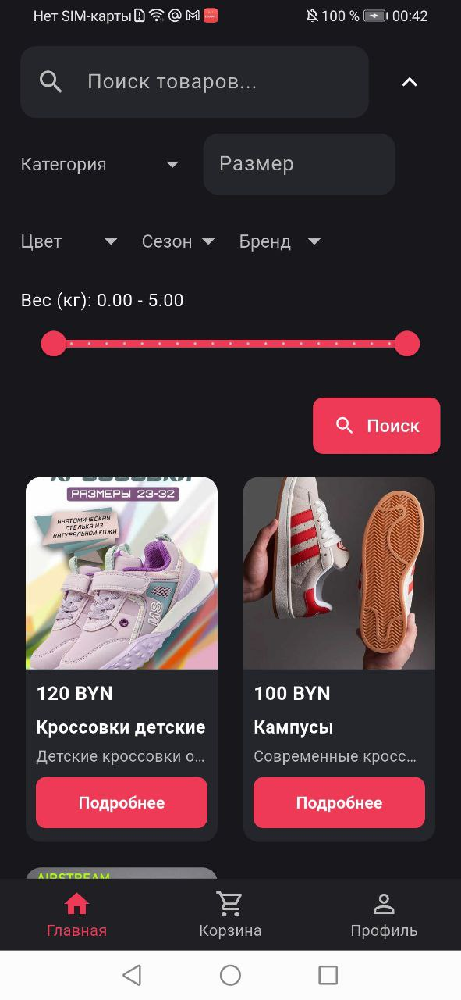 Нет SIM-карты 100 % 00:42
Поиск товаров...
Категория Размер
Цвет Сезон Бренд
Вес (кг): 0.00 - 5.00
Поиск
РАЗМЕРЫ 23-32
АНАТОМИЧЕСКАЯ
СТЕЛЬКА ИЗ
НАТУРАЛЬНОЙ КОЖИ
MS
120 BYN
Кроссовки детские
Детские кроссовки о...
Подробнее
100 BYN
Кампусы
Современные кросс...
Подробнее
AIRSTREAM
Главная Корзина Профиль